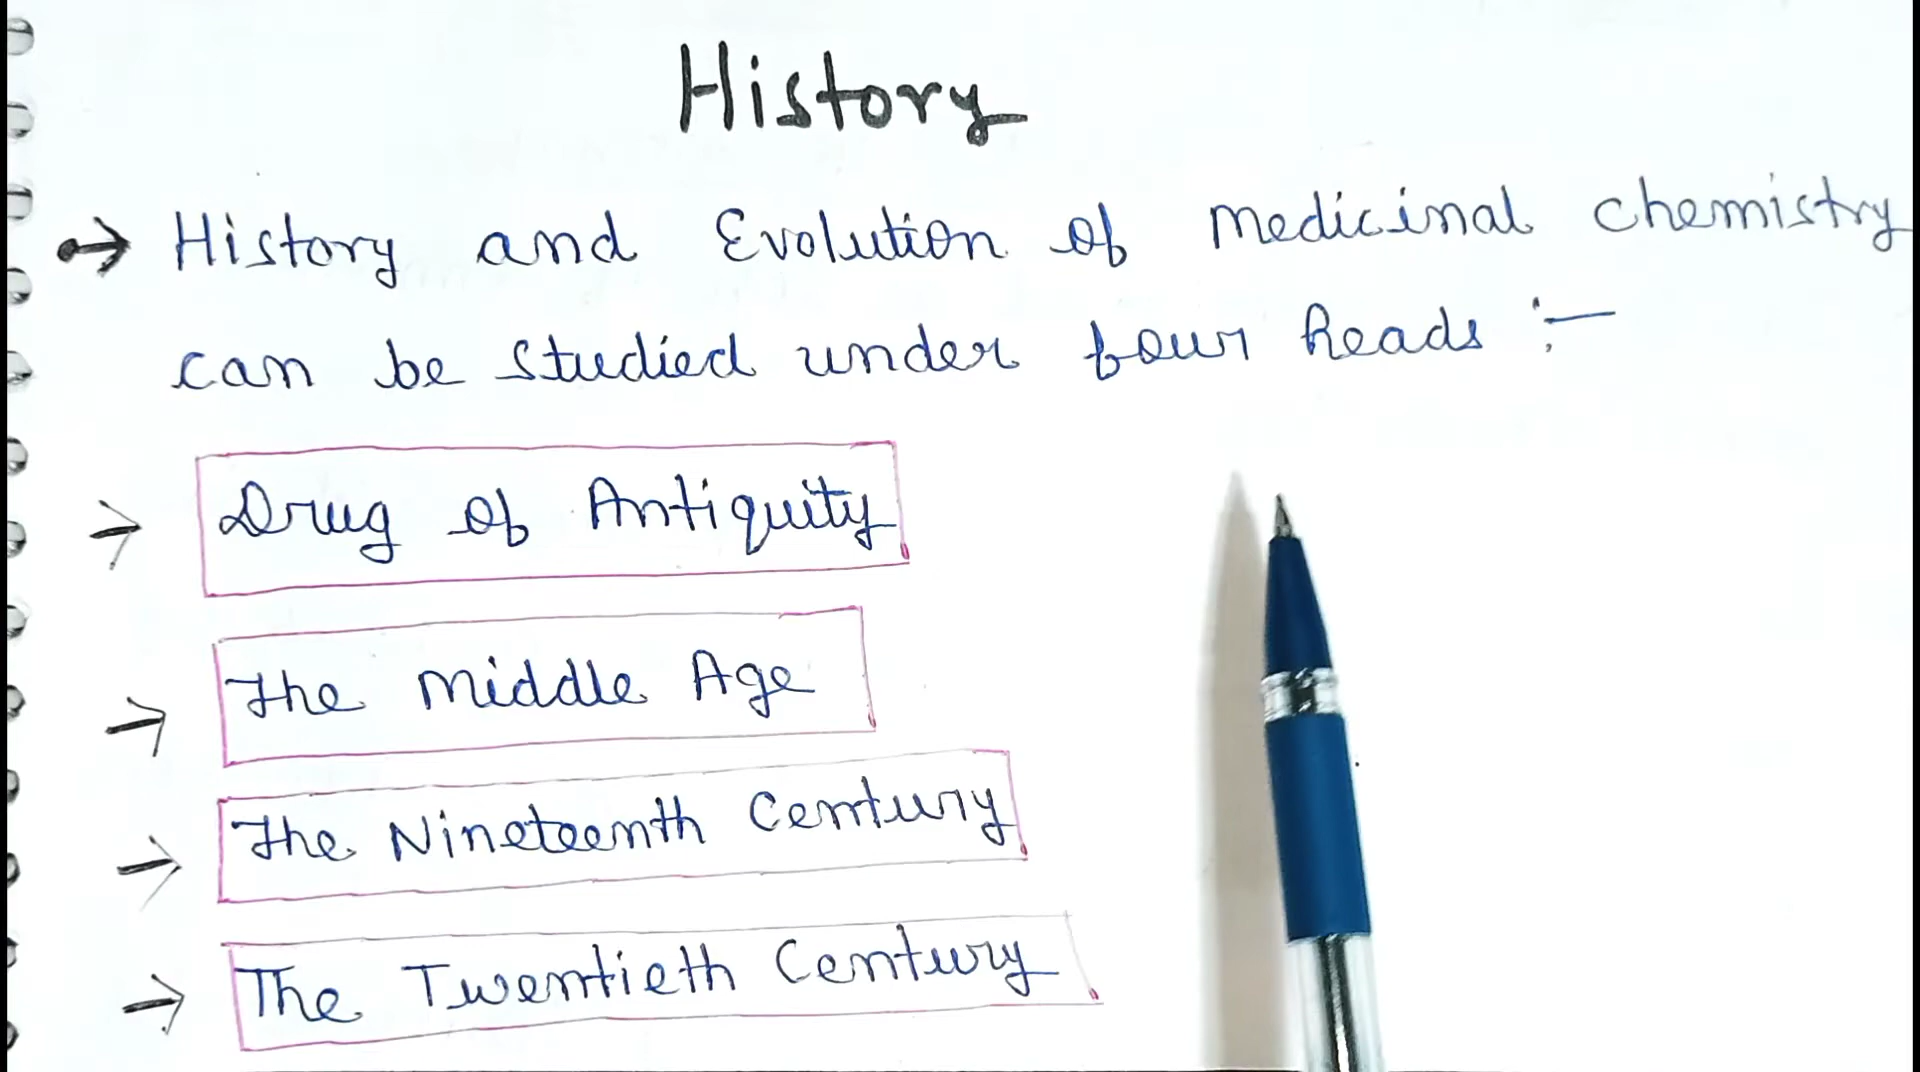 History
→ History and Evolution of medicinal chemistry
can be studied under four heads :-
→ Drug of Antiquity
→ The middle Age
→ The Nineteenth Century
→ The Twentieth Century